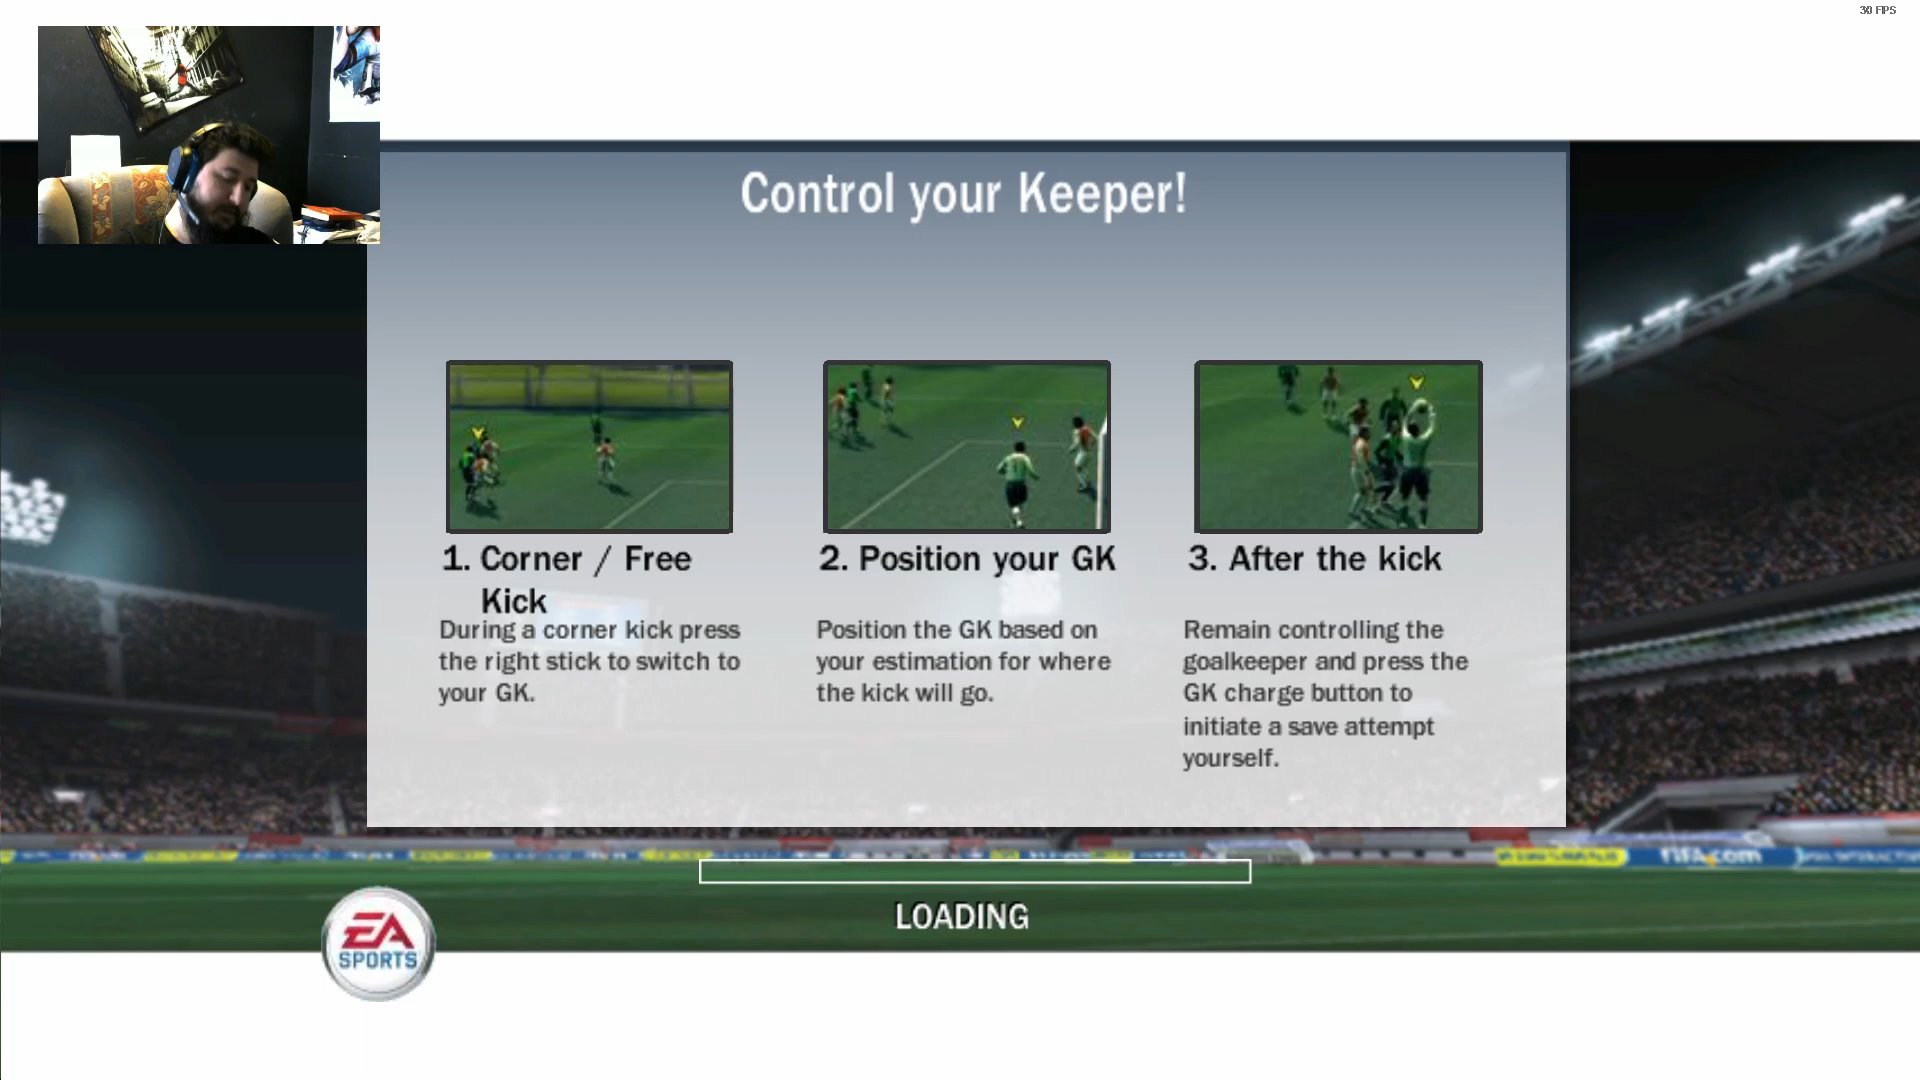 30 FPS
Control your Keeper!
1. Corner / Free
Kick
During a corner kick press
the right stick to switch to
your GK.
2. Position your GK
Position the GK based on
your estimation for where
the kick will go.
3. After the kick
Remain controlling the
goalkeeper and press the
GK charge button to
initiate a save attempt
yourself.
fifa.com
LOADING
EA
SPORTS